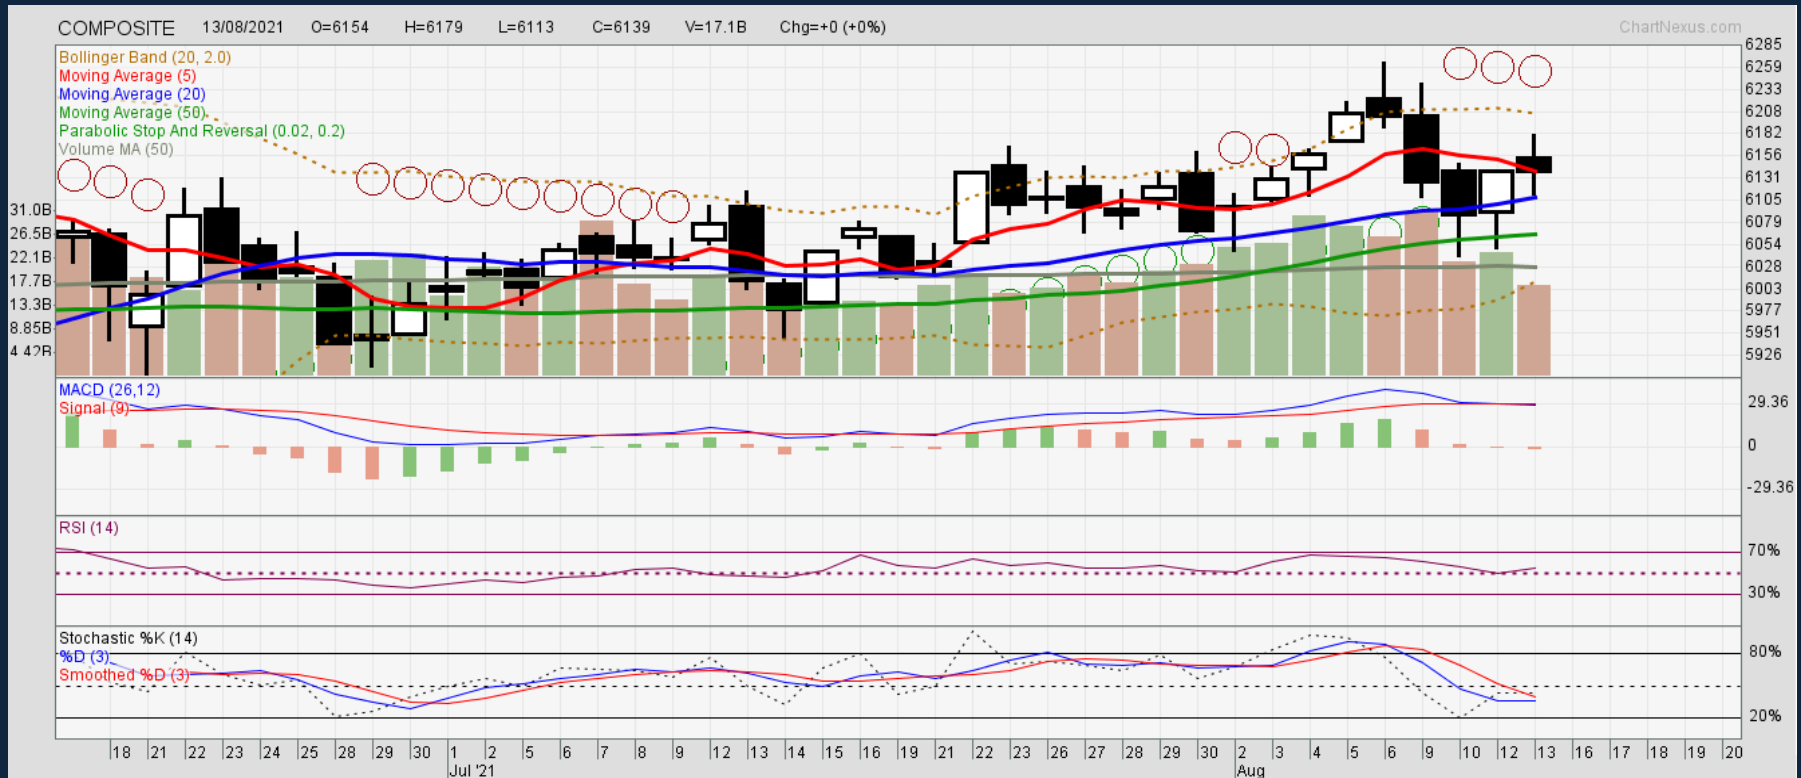 COMPOSITE 13/08/2021 O=6154 H=6179 L=6113 C=6139 V=17.1B Chg=+0 (+0%) ChartNexus.com
Bollinger Band (20, 2.0)
Moving Average (5)
Moving Average (20)
Moving Average (50)
Parabolic Stop And Reversal (0.02, 0.2)
Volume MA (50)
31.0B
26.5B
22.1B
17.7B
13.3B
8.85B
4.42B
6285
6259
6233
6208
6182
6156
6131
6105
6079
6054
6028
6003
5977
5951
5926
MACD (26,12)
Signal (9)
29.36
0
-29.36
RSI (14)
70%
30%
Stochastic %K (14)
%D (3)
Smoothed %D (3)
80%
20%
18 21 22 23 24 25 28 29 30 1 2 5 6 7 8 9 12 13 14 15 16 19 21 22 23 26 27 28 29 30 2 3 4 5 6 9 10 12 13 16 17 18 19 20
Jul '21 Aug